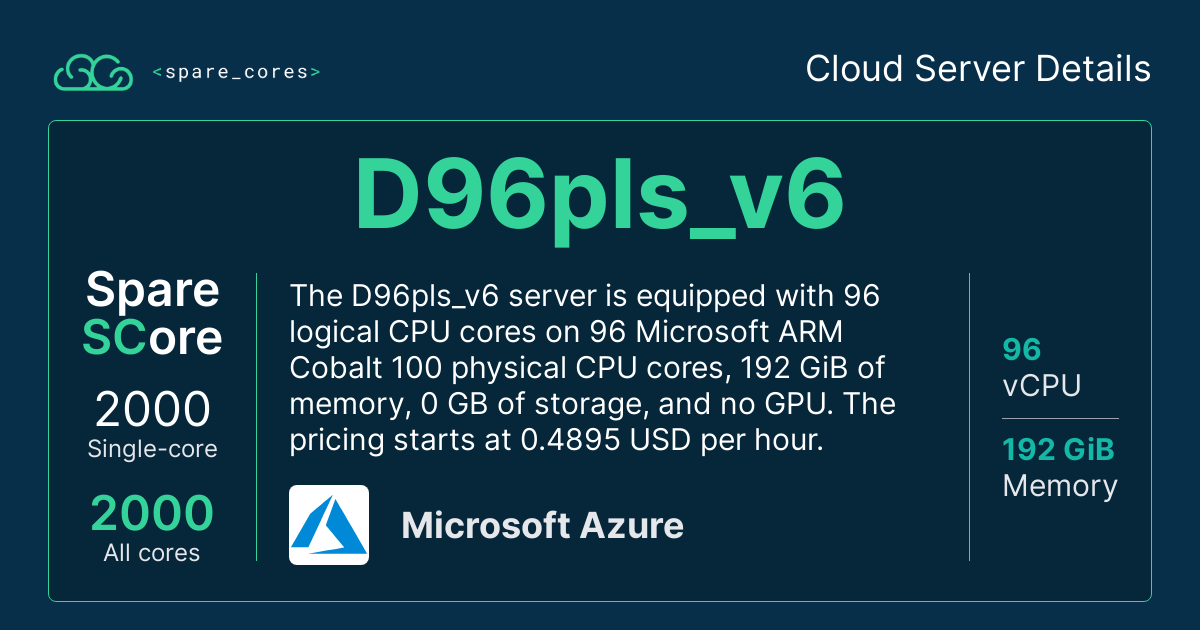 <spare_cores>
Cloud Server Details
D96pls_v6
Spare
SCore
2000
Single-core
2000
All cores
The D96pls_v6 server is equipped with 96
logical CPU cores on 96 Microsoft ARM
Cobalt 100 physical CPU cores, 192 GiB of
memory, 0 GB of storage, and no GPU. The
pricing starts at 0.4895 USD per hour.
Microsoft Azure
96
vCPU
192 GiB
Memory